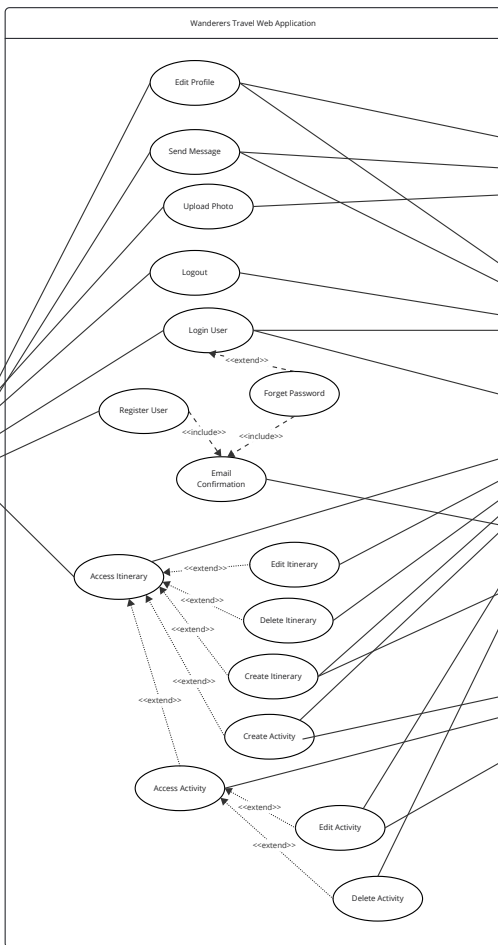 Wanderers Travel Web Application
Edit Profile
Send Message
Upload Photo
Logout
Login User
<<extend>>
Forget Password
Register User
<<include>>
<<include>>
Email
Confirmation
Edit Itinerary
<<extend>>
Access Itinerary
<<extend>>
Delete Itinerary
<<extend>>
Create Itinerary
<<extend>>
<<extend>>
Create Activity
Access Activity
<<extend>>
Edit Activity
<<extend>>
Delete Activity